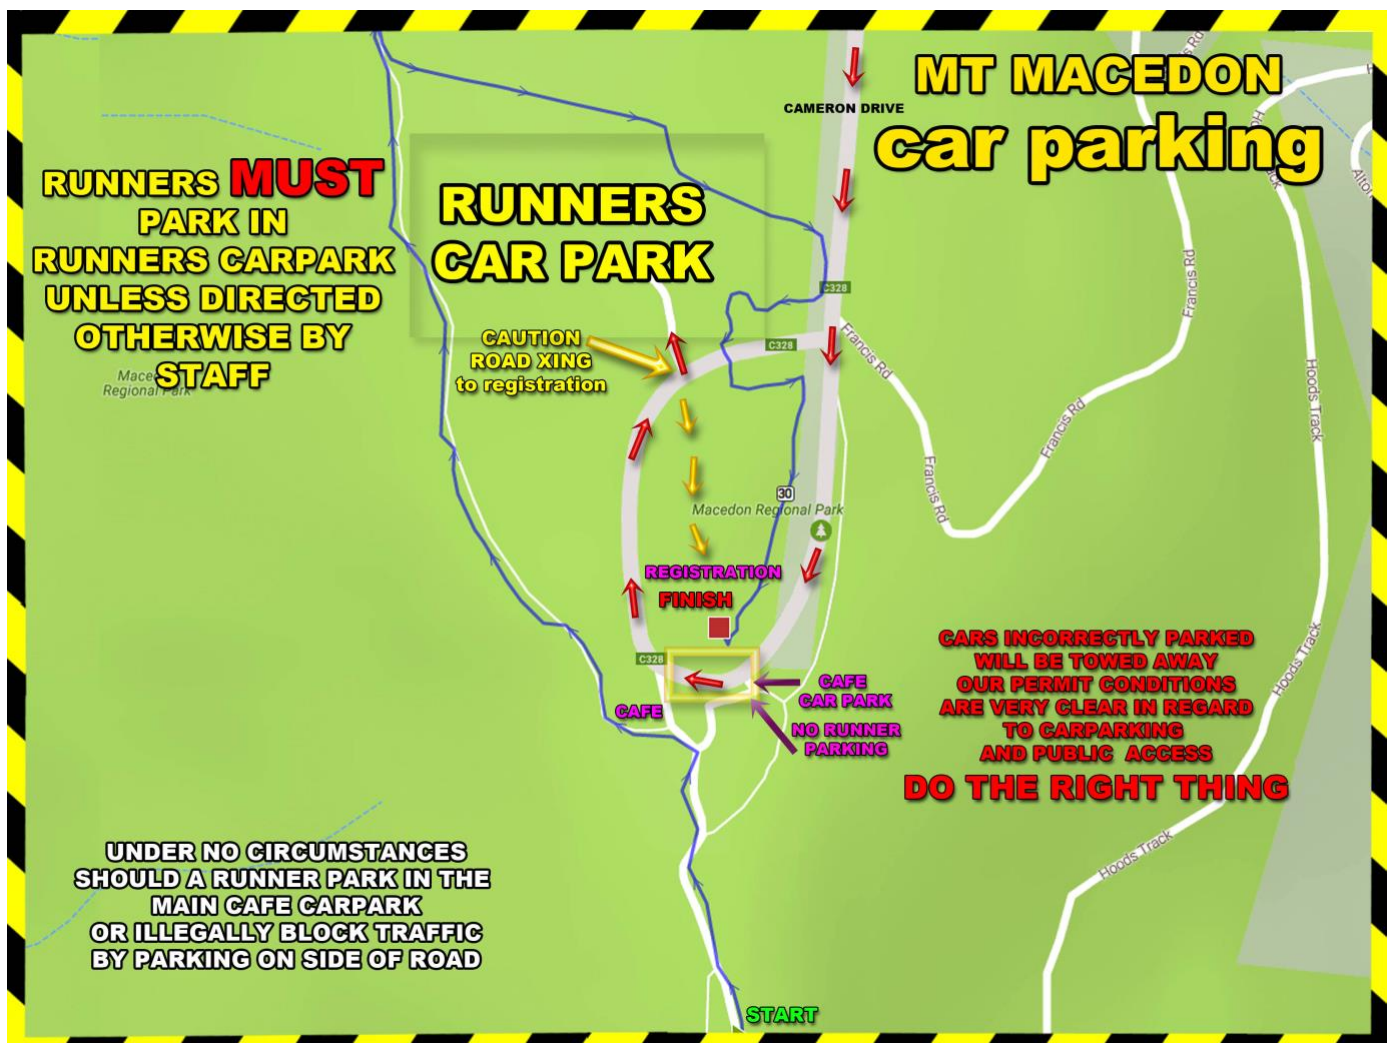 MT MACEDON
car parking
CAMERON DRIVE
RUNNERS MUST
PARK IN
RUNNERS CARPARK
UNLESS DIRECTED
OTHERWISE BY
STAFF
RUNNERS
CAR PARK
C328
CAUTION
ROAD XING
to registration
C328
Francis Rd
Francis Rd
Francis Rd
Francis Rd
Regional Park
Hoods Track
30
Macedon Regional Park
REGISTRATION
FINISH
C328
CAFE
CAFE
CAR PARK
NO RUNNER
PARKING
CARS INCORRECTLY PARKED
WILL BE TOWED AWAY
OUR PERMIT CONDITIONS
ARE VERY CLEAR IN REGARD
TO CARPARKING
AND PUBLIC ACCESS
DO THE RIGHT THING
Hoods Track
Hoods Track
UNDER NO CIRCUMSTANCES
SHOULD A RUNNER PARK IN THE
MAIN CAFE CARPARK
OR ILLEGALLY BLOCK TRAFFIC
BY PARKING ON SIDE OF ROAD
START